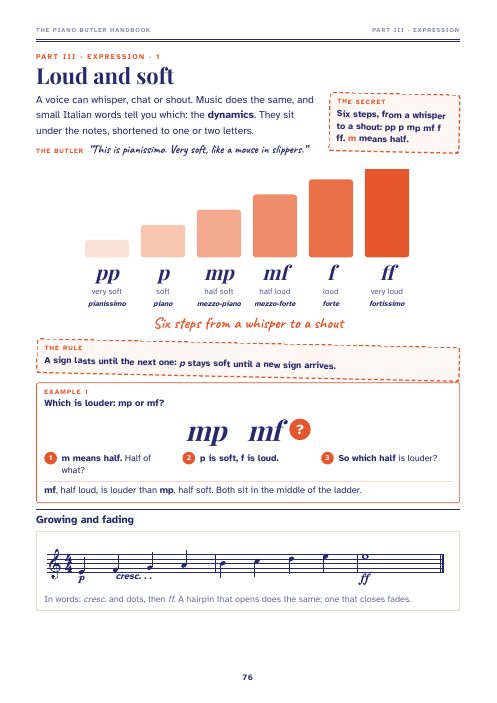 THE PIANO BUTLER HANDBOOK
PART III · EXPRESSION
PART III · EXPRESSION · 1
Loud and soft
A voice can whisper, chat or shout. Music does the same, and
small Italian words tell you which: the dynamics. They sit
under the notes, shortened to one or two letters.
THE BUTLER "This is pianissimo. Very soft, like a mouse in slippers."
THE SECRET
Six steps, from a whisper
to a shout: pp p mp mf f
ff. m means half.
pp p mp mf f ff
very soft soft half soft half loud loud very loud
pianissimo piano mezzo-piano mezzo-forte forte fortissimo
Six steps from a whisper to a shout
THE RULE
A sign lasts until the next one: p stays soft until a new sign arrives.
EXAMPLE 1
Which is louder: mp or mf?
mp mf ?
1 m means half. Half of
what?
2 p is soft, f is loud.
3 So which half is louder?
mf, half loud, is louder than mp, half soft. Both sit in the middle of the ladder.
Growing and fading
4
4
p cresc. . . ff
In words: cresc. and dots, then ff. A hairpin that opens does the same; one that closes fades.
76